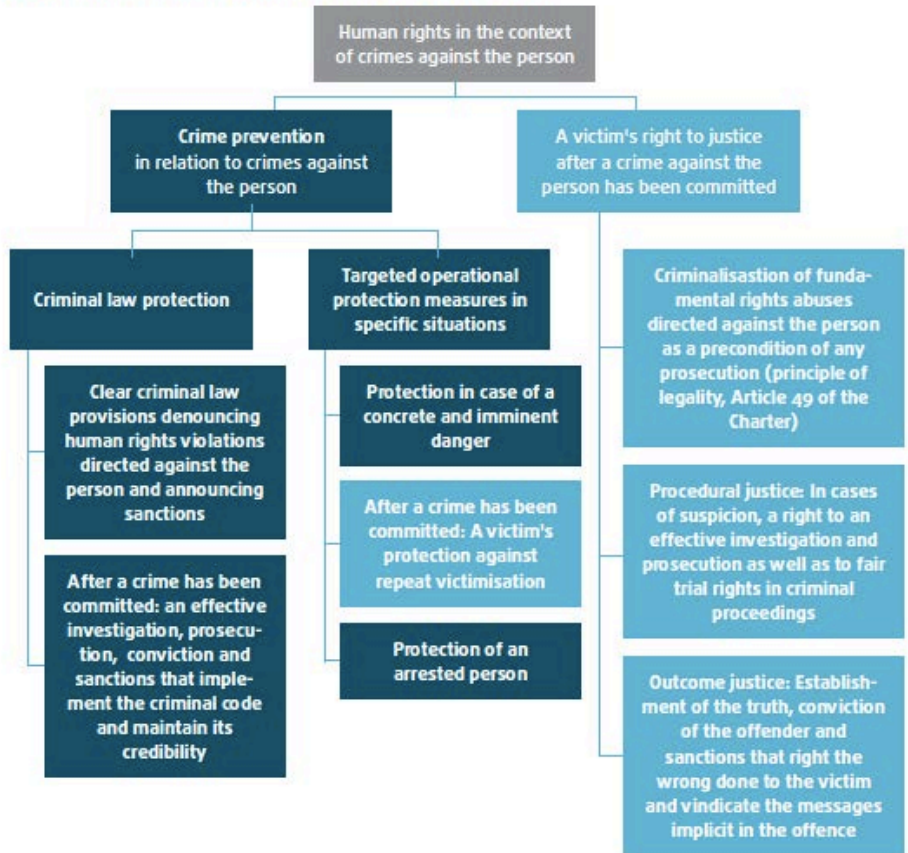 Human rights in the context
of crimes against the person
Crime prevention
in relation to crimes against
the person
A victim's right to justice
after a crime against the
person has been committed
Criminal law protection
Targeted operational
protection measures in
specific situations
Clear criminal law
provisions denouncing
human rights violations
directed against the
person and announcing
sanctions
After a crime has been
committed: an effective
investigation, prosecu-
tion, conviction and
sanctions that imple-
ment the criminal code
and maintain its
credibility
Protection in case of a
concrete and imminent
danger
After a crime has been
committed: A victim's
protection against
repeat victimisation
Protection of an
arrested person
Criminalisastion of funda-
mental rights abuses
directed against the person
as a precondition of any
prosecution (principle of
legality, Article 49 of the
Charter)
Procedural justice: In cases
of suspicion, a right to an
effective investigation and
prosecution as well as to fair
trial rights in criminal
proceedings
Outcome justice: Establish-
ment of the truth, conviction
of the offender and
sanctions that right the
wrong done to the victim
and vindicate the messages
implicit in the offence